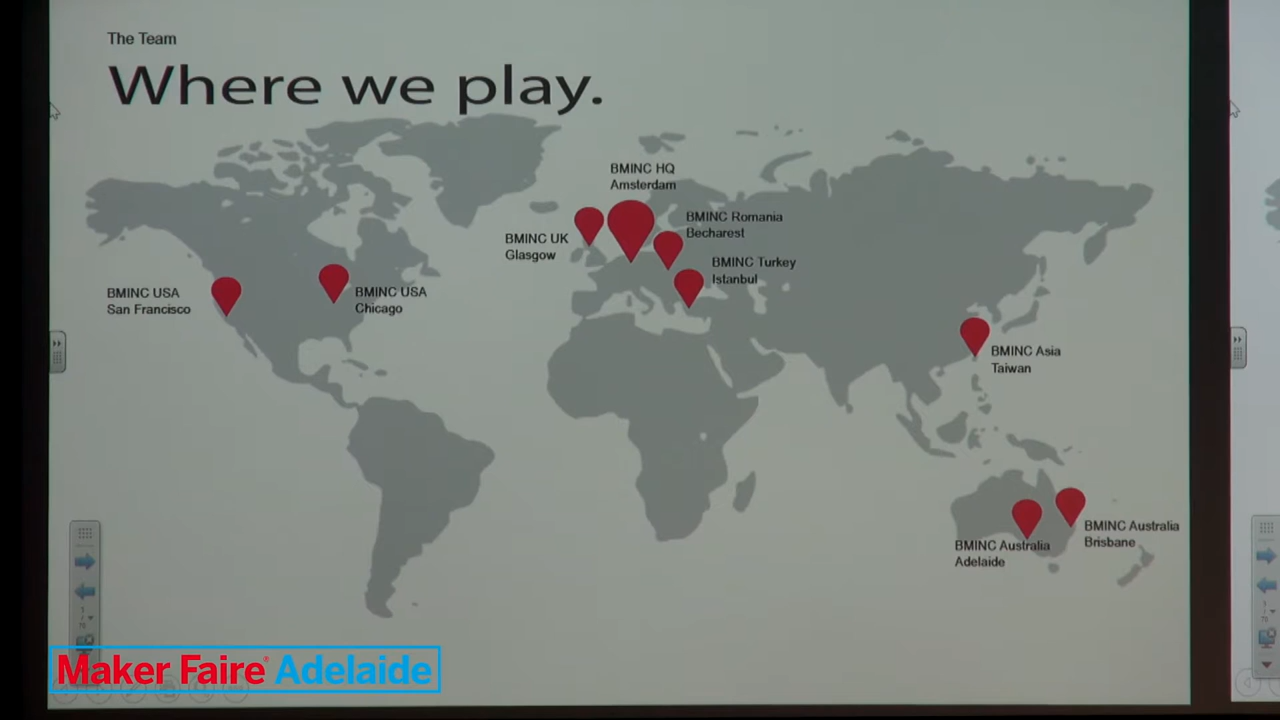 The Team
Where we play.
BMINC HQ
Amsterdam
BMINC UK
Glasgow
BMINC Romania
Becharest
BMINC Turkey
Istanbul
BMINC USA
San Francisco
BMINC USA
Chicago
BMINC Asia
Taiwan
BMINC Australia
Adelaide
BMINC Australia
Brisbane
Maker Faire Adelaide